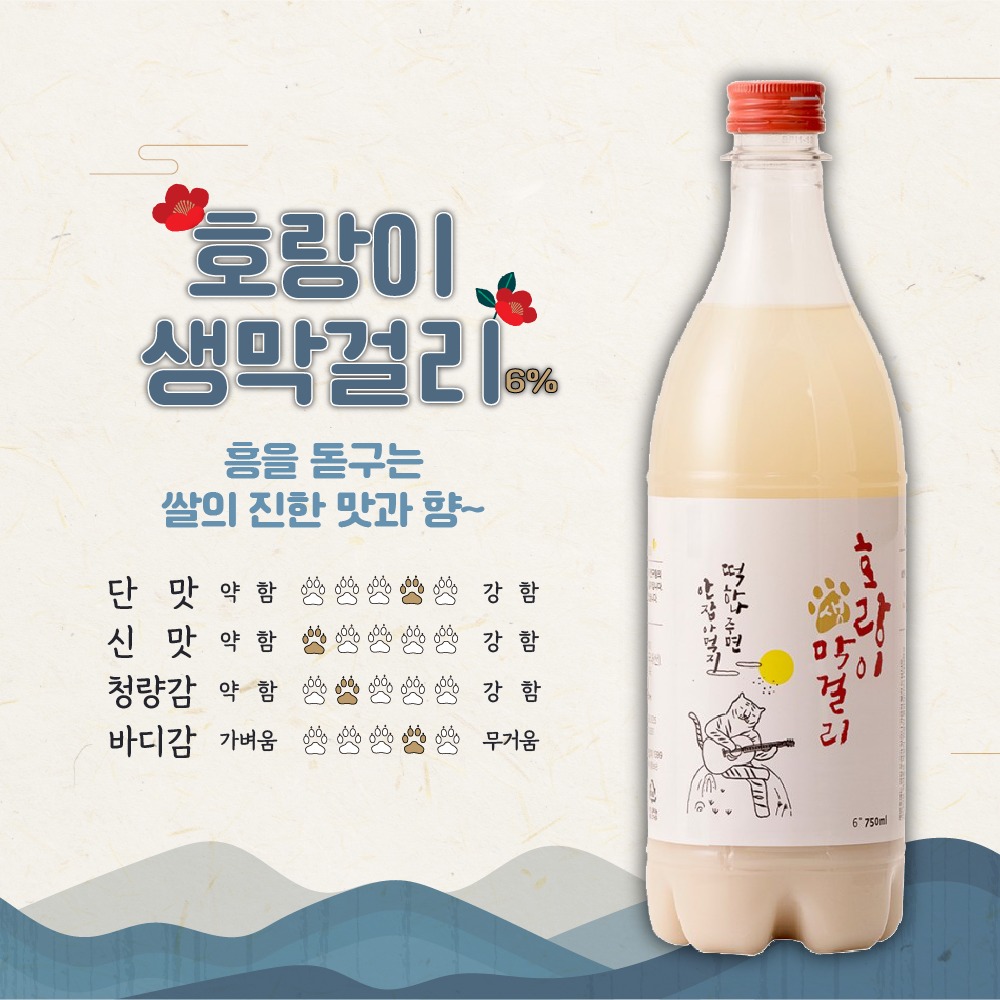 호랑이
생막걸리 6%
흥을 돋구는
쌀의 진한 맛과 향~
단 맛 약 함 강 함
신 맛 약 함 강 함
청량감 약 함 강 함
바디감 가벼움 무거움
호랑이
생
막걸리
떡 하나 주면
안 잡아먹지
6° 750ml